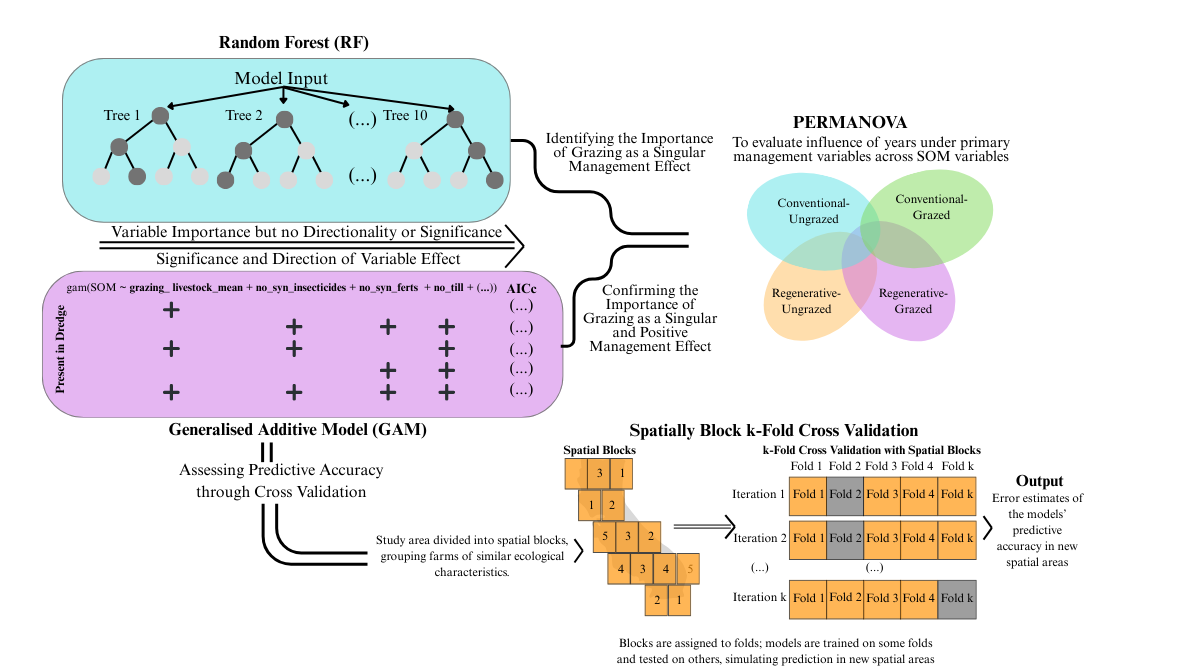 Random Forest (RF)
Model Input
Tree 1
Tree 2
(...)
Tree 10
(...)
Variable Importance but no Directionality or Significance
Significance and Direction of Variable Effect
gam(SOM ~ grazing_ livestock_mean + no_syn_insecticides + no_syn_ferts + no_till + (...)) AICc
Present in Dredge
+ (...)
+ + + (...)
+ + + (...)
+ + (...)
+ + + + (...)
Generalised Additive Model (GAM)
Identifying the Importance
of Grazing as a Singular
Management Effect
Confirming the
Importance of
Grazing as a Singular
and Positive
Management Effect
PERMANOVA
To evaluate influence of years under primary
management variables across SOM variables
Conventional-
Ungrazed
Conventional-
Grazed
Regenerative-
Ungrazed
Regenerative-
Grazed
Assessing Predictive Accuracy
through Cross Validation
Study area divided into spatial blocks,
grouping farms of similar ecological
characteristics.
Spatially Block k-Fold Cross Validation
Spatial Blocks
3 1
1 2
5 3 2
4 3 4 5
2 1
k-Fold Cross Validation with Spatial Blocks
Fold 1 Fold 2 Fold 3 Fold 4 Fold k
Iteration 1 Fold 1 Fold 2 Fold 3 Fold 4 Fold k
Iteration 2 Fold 1 Fold 2 Fold 3 Fold 4 Fold k
(...) (...)
Iteration k Fold 1 Fold 2 Fold 3 Fold 4 Fold k
Output
Error estimates of
the models'
predictive
accuracy in new
spatial areas
Blocks are assigned to folds; models are trained on some folds
and tested on others, simulating prediction in new spatial areas